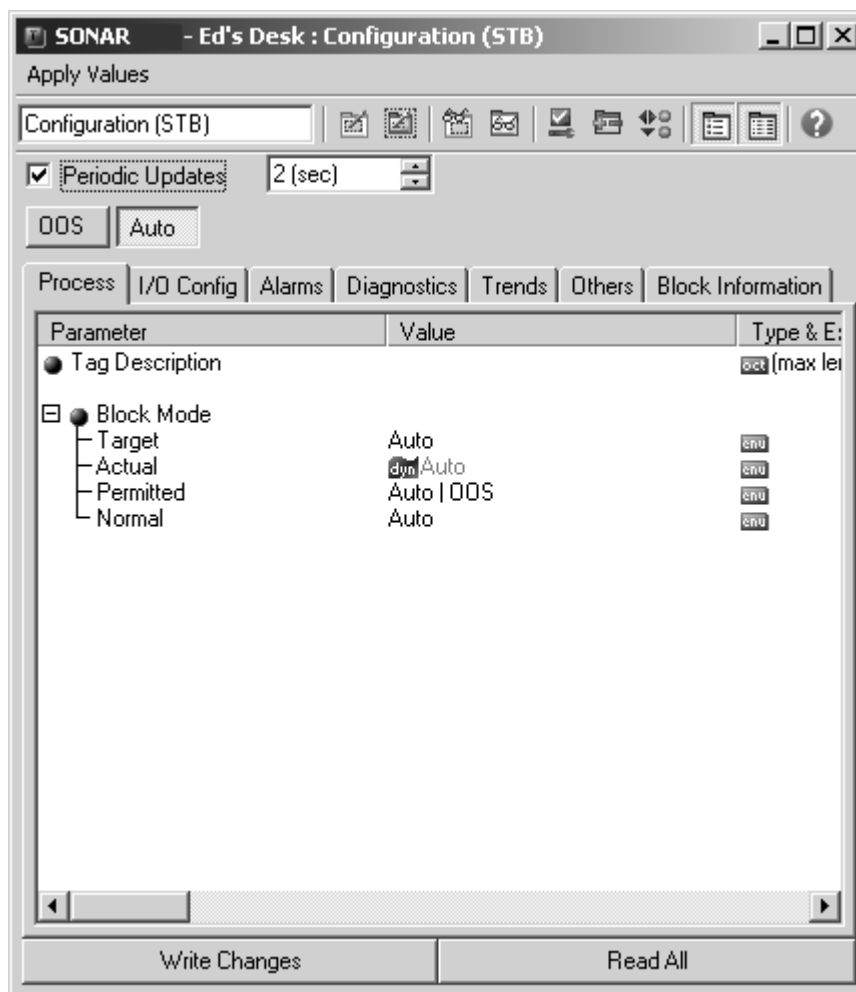 SONAR - Ed's Desk : Configuration (STB)
Apply Values
Configuration (STB)
Periodic Updates 2 (sec)
OOS Auto
Process I/O Config Alarms Diagnostics Trends Others Block Information
Parameter Value Type & E:
Tag Description oct (max ler
Block Mode
Target Auto enu
Actual dyn Auto enu
Permitted Auto | OOS enu
Normal Auto enu
Write Changes Read All